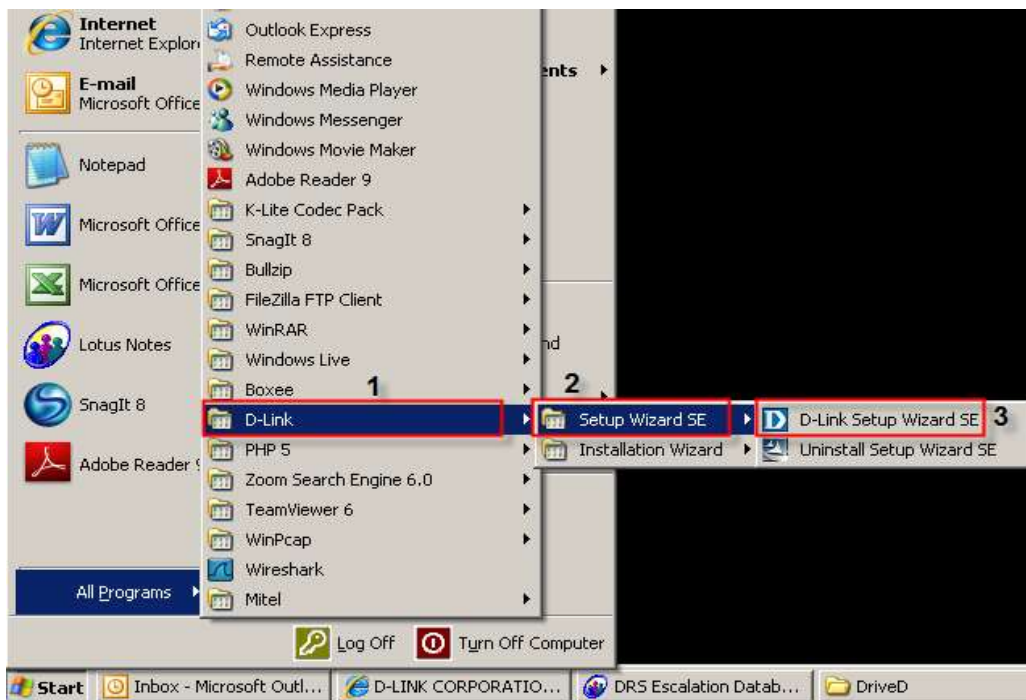 Internet
Internet Explor
E-mail
Microsoft Office
Notepad
Microsoft Office
Microsoft Office
Lotus Notes
SnagIt 8
Adobe Reader 9
All Programs
Outlook Express
Remote Assistance
Windows Media Player
Windows Messenger
Windows Movie Maker
Adobe Reader 9
K-Lite Codec Pack
SnagIt 8
Bullzip
FileZilla FTP Client
WinRAR
Windows Live
Boxee
1
D-Link
PHP 5
Zoom Search Engine 6.0
TeamViewer 6
WinPcap
Wireshark
Mitel
ents
nd
2
Setup Wizard SE
Installation Wizard
D-Link Setup Wizard SE
3
Uninstall Setup Wizard SE
Log Off
Turn Off Computer
Start
Inbox - Microsoft Outl...
D-LINK CORPORATIO...
DRS Escalation Datab...
DriveD